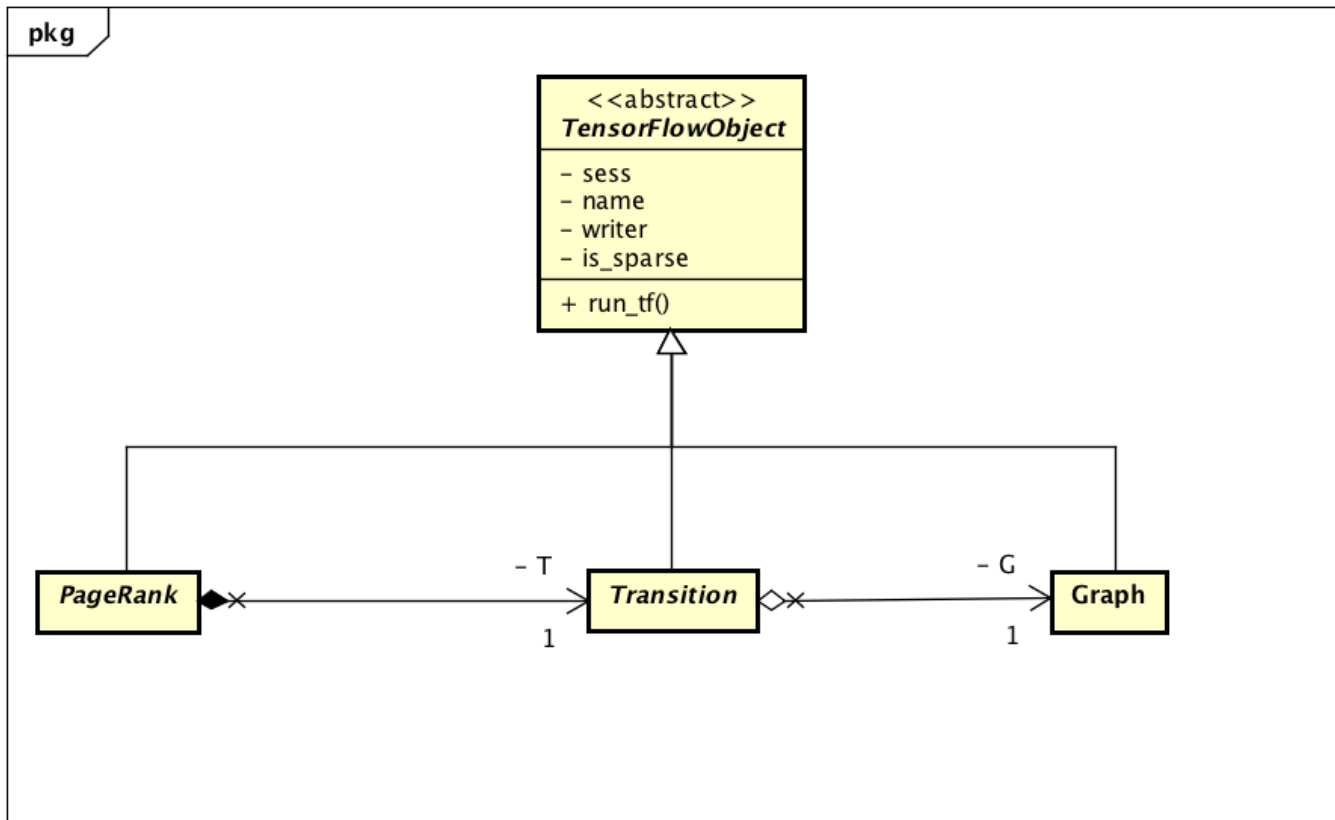 pkg
<<abstract>>
TensorFlowObject
- sess
- name
- writer
- is_sparse
+ run_tf()
- T
- G
PageRank
Transition
Graph
1
1